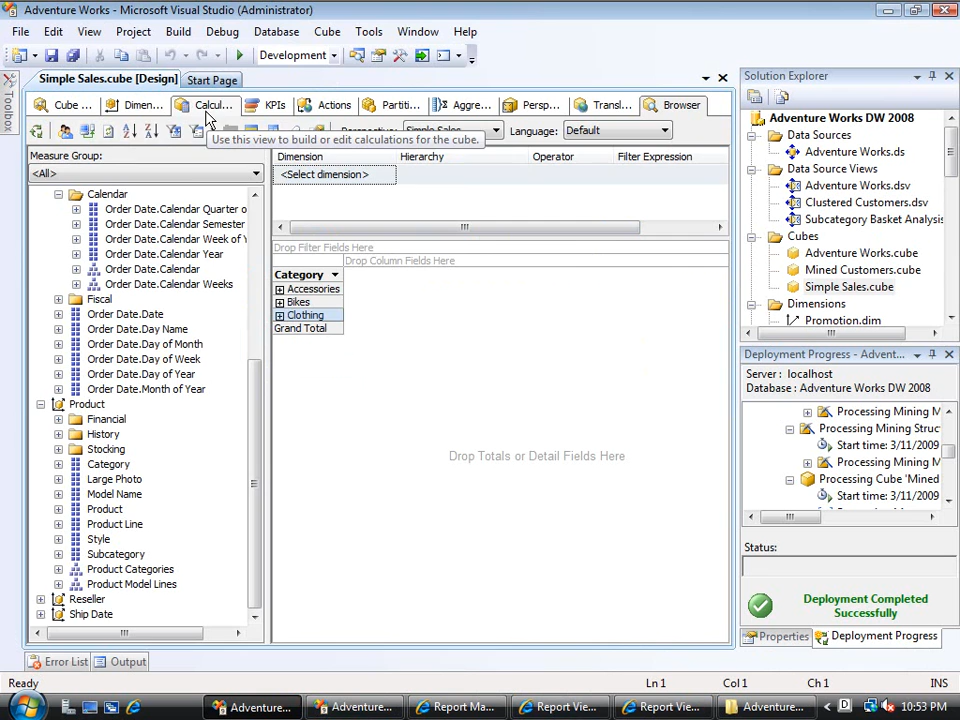 Adventure Works - Microsoft Visual Studio (Administrator)
File Edit View Project Build Debug Database Cube Tools Window Help
Development
Simple Sales.cube [Design] Start Page
Cube ... Dimen... Calcul... KPIs Actions Partiti... Aggre... Persp... Transl... Browser
Language: Default
Use this view to build or edit calculations for the cube.
Toolbox
Measure Group:
<All>
Calendar
Order Date.Calendar Quarter o
Order Date.Calendar Semester
Order Date.Calendar Week of Y
Order Date.Calendar Year
Order Date.Calendar
Order Date.Calendar Weeks
Fiscal
Order Date.Date
Order Date.Day Name
Order Date.Day of Month
Order Date.Day of Week
Order Date.Day of Year
Order Date.Month of Year
Product
Financial
History
Stocking
Category
Large Photo
Model Name
Product
Product Line
Style
Subcategory
Product Categories
Product Model Lines
Reseller
Ship Date
Dimension Hierarchy Operator Filter Expression
<Select dimension>
Drop Filter Fields Here
Drop Column Fields Here
Category
Accessories
Bikes
Clothing
Grand Total
Drop Totals or Detail Fields Here
Solution Explorer
Adventure Works DW 2008
Data Sources
Adventure Works.ds
Data Source Views
Adventure Works.dsv
Clustered Customers.dsv
Subcategory Basket Analysis
Cubes
Adventure Works.cube
Mined Customers.cube
Simple Sales.cube
Dimensions
Promotion.dim
Deployment Progress - Advent...
Server : localhost
Database : Adventure Works DW 2008
Processing Mining M
Processing Mining Struc
Start time: 3/11/2009
Processing Mining M
Processing Cube 'Mined
Start time: 3/11/2009
Status:
Deployment Completed
Successfully
Properties Deployment Progress
Error List Output
Ready Ln 1 Col 1 Ch 1 INS
Adventure... Adventure... Report Ma... Report Vie... Report View... Adventure... D 10:53 PM